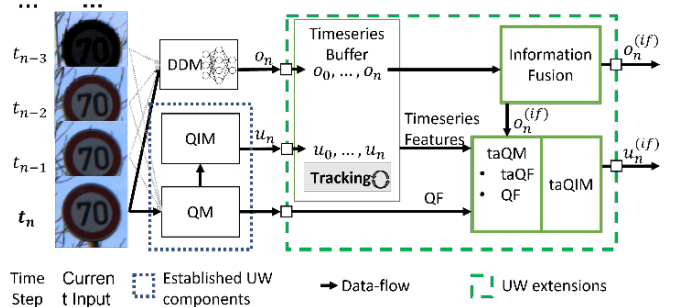 ... ...
t_{n-3}
t_{n-2}
t_{n-1}
t_n
70
70
70
70
DDM
o_n
QIM
u_n
QM
Timeseries
Buffer
o_0, ... , o_n
u_0, ... , u_n
Tracking
Timeseries
Features
QF
Information
Fusion
o_n^{(if)}
o_n^{(if)}
taQM
• taQF
• QF
taQIM
u_n^{(if)}
Time
Step
Curren
t Input
Established UW
components
Data-flow
UW extensions